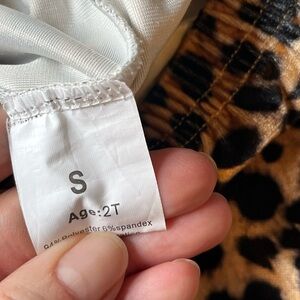 S
Age:2T
94% Polyester 6%spandex